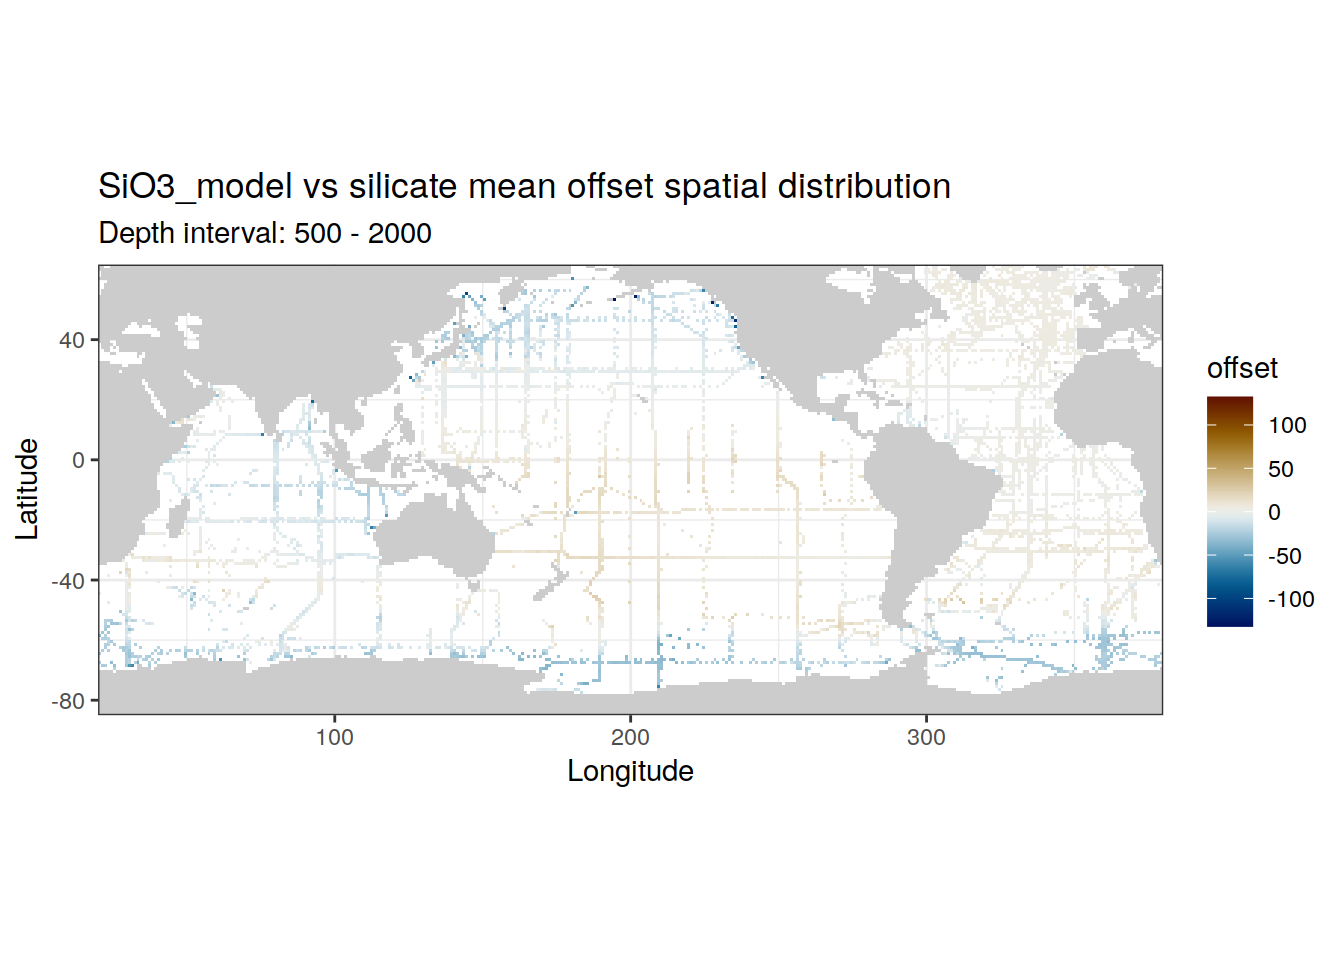 SiO3_model vs silicate mean offset spatial distribution
Depth interval: 500 - 2000
Latitude
40
0
-40
-80
100
200
300
Longitude
offset
100
50
0
-50
-100